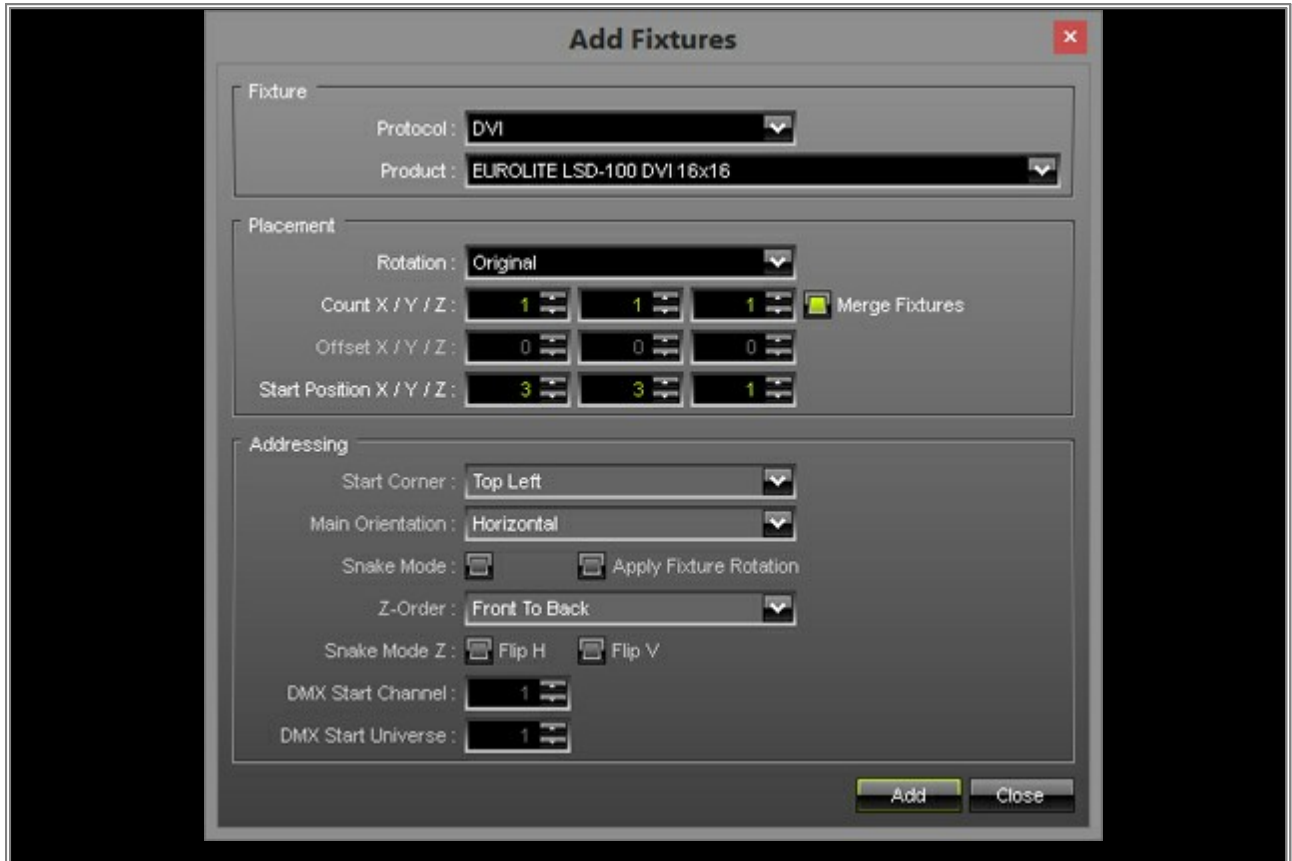 Add Fixtures
Fixture
Protocol : DVI
Product : EUROLITE LSD-100 DVI 16x16
Placement
Rotation : Original
Count X / Y / Z : 1 1 1 Merge Fixtures
Offset X / Y / Z : 0 0 0
Start Position X / Y / Z : 3 3 1
Addressing
Start Corner : Top Left
Main Orientation : Horizontal
Snake Mode : Apply Fixture Rotation
Z-Order : Front To Back
Snake Mode Z : Flip H Flip V
DMX Start Channel : 1
DMX Start Universe : 1
Add Close